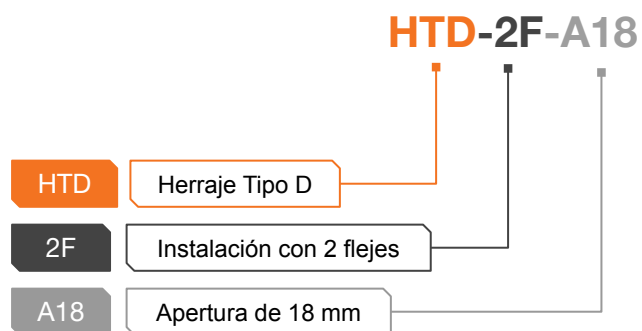 HTD-2F-A18
HTD Herraje Tipo D
2F Instalación con 2 flejes
A18 Apertura de 18 mm